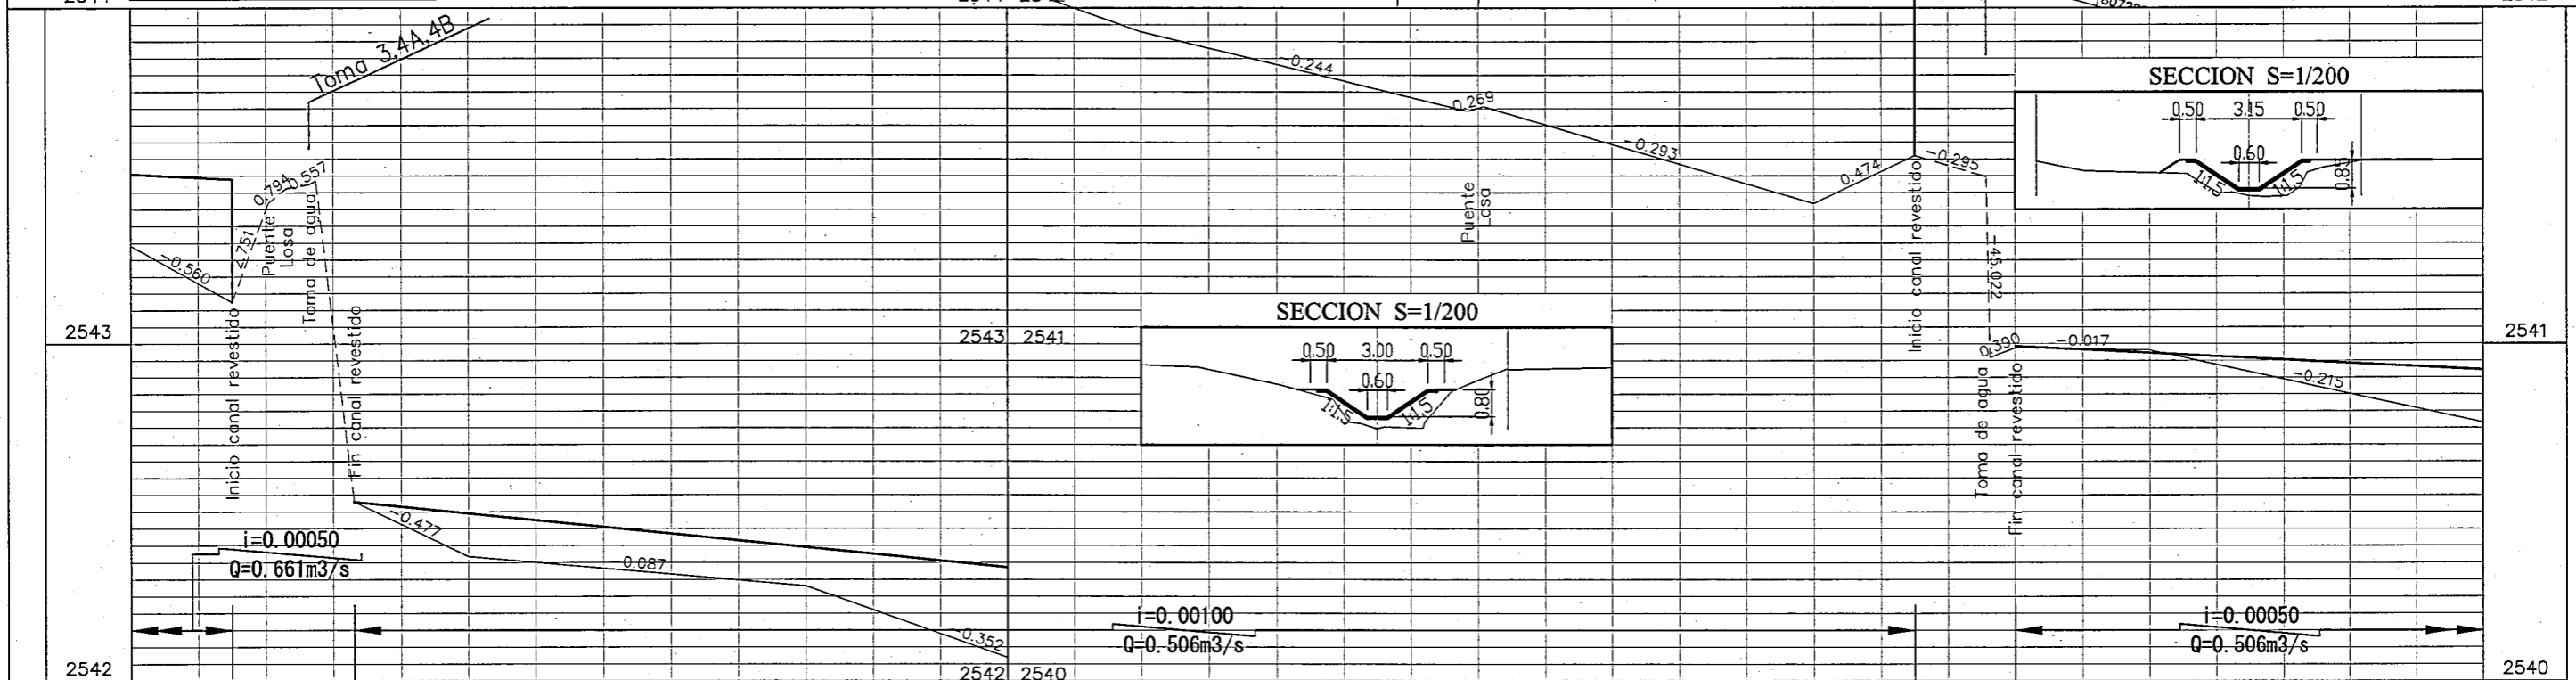 Toma 3,4A,4B
-0.244
0.269
-0.293
0.474
-0.295
-45.022
SECCION S=1/200
0.50 3.15 0.50
0.60
1:1.5 1:1.5
0.85
-0.560
2.751
0.794
0.557
Puente
Losa
Toma de agua
Inicio canal revestido
Fin canal revestido
Puente
Losa
Inicio canal revestido
2543
2543 2541
2541
SECCION S=1/200
0.50 3.00 0.50
0.60
1:1.5 1:1.5
0.80
0.390
-0.017
-0.215
Toma de agua
Fin canal revestido
-0.477
-0.087
-0.352
i=0.00050
Q=0.661m3/s
i=0.00100
Q=0.506m3/s
i=0.00050
Q=0.506m3/s
2542
2542 2540
2540